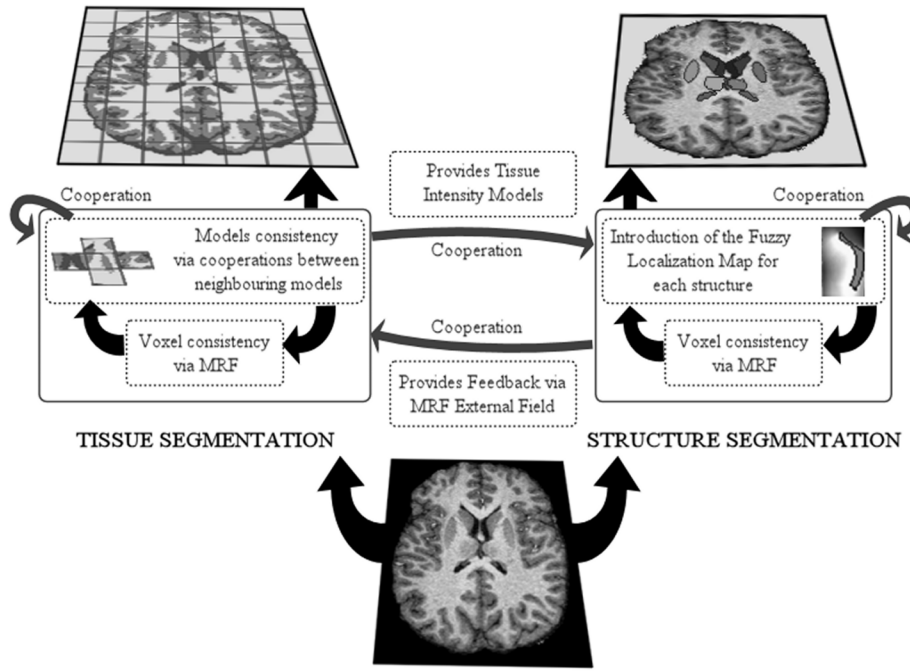 Cooperation
Provides Tissue
Intensity Models
Cooperation
Models consistency
via cooperations between
neighbouring models
Cooperation
Introduction of the Fuzzy
Localization Map for
each structure
Voxel consistency
via MRF
Cooperation
Voxel consistency
via MRF
Provides Feedback via
MRF External Field
TISSUE SEGMENTATION
STRUCTURE SEGMENTATION